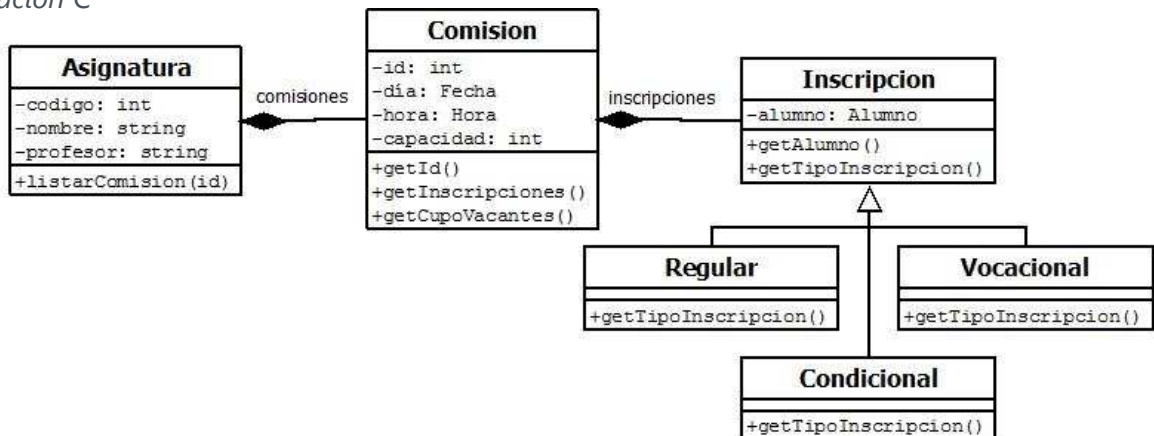 C
Asignatura
-codigo: int
-nombre: string
-profesor: string
+listarComision(id)
comisiones
Comision
-id: int
-día: Fecha
-hora: Hora
-capacidad: int
+getId()
+getInscripciones()
+getCupoVacantes()
inscripciones
Inscripcion
-alumno: Alumno
+getAlumno()
+getTipoInscripcion()
Regular
+getTipoInscripcion()
Vocacional
+getTipoInscripcion()
Condicional
+getTipoInscripcion()